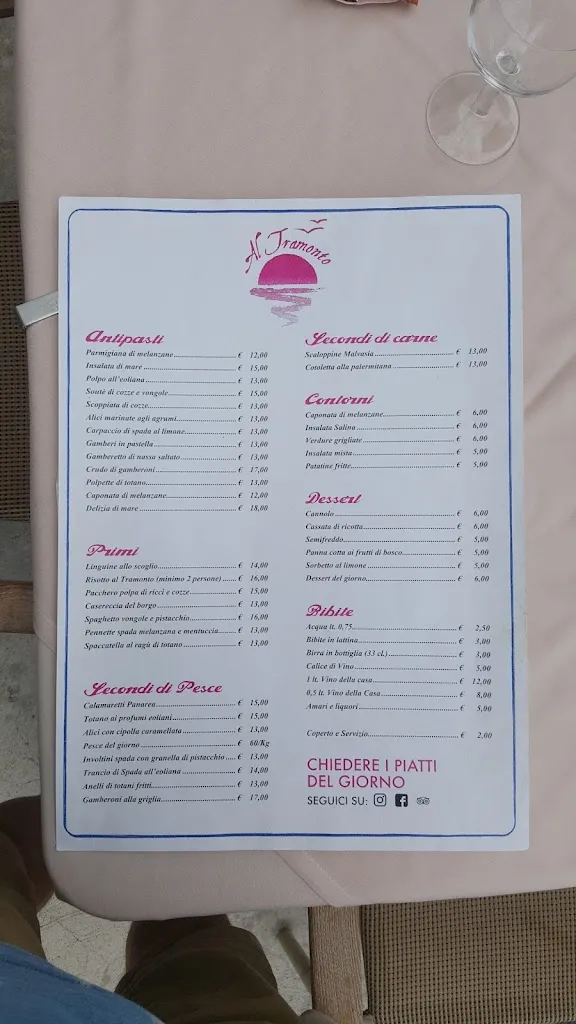 Al Tramonto
Antipasti
Parmigiana di melanzane € 12,00
Insalata di mare € 15,00
Polpo all'eoliana € 13,00
Soutè di cozze e vongole € 15,00
Scoppiata di cozze € 13,00
Alici marinate agli agrumi € 13,00
Carpaccio di spada al limone € 13,00
Gamberi in pastella € 13,00
Gamberetto di nassa saltato € 13,00
Crudo di gamberoni € 17,00
Polpette di totano € 13,00
Caponata di melanzane € 12,00
Delizia di mare € 18,00
Primi
Linguine allo scoglio € 14,00
Risotto al Tramonto (minimo 2 persone) € 16,00
Pacchero polpa di ricci e cozze € 15,00
Casereccia del borgo € 13,00
Spaghetto vongole e pistacchio € 16,00
Pennette spada melanzana e mentuccia € 13,00
Spaccatella al ragù di totano € 13,00
Secondi di Pesce
Calamaretti Panarea € 15,00
Totano ai profumi eoliani € 15,00
Alici con cipolla caramellata € 13,00
Pesce del giorno € 60/Kg
Involtini spada con granella di pistacchio € 13,00
Trancio di Spada all'eoliana € 14,00
Anelli di totani fritti € 13,00
Gamberoni alla griglia € 17,00
Secondi di carne
Scaloppine Malvasia € 13,00
Cotoletta alla palermitana € 13,00
Contorni
Caponata di melanzane € 6,00
Insalata Salina € 6,00
Verdure grigliate € 6,00
Insalata mista € 5,00
Patatine fritte € 5,00
Dessert
Cannolo € 6,00
Cassata di ricotta € 6,00
Semifreddo € 5,00
Panna cotta ai frutti di bosco € 5,00
Sorbetto al limone € 5,00
Dessert del giorno € 6,00
Bibite
Acqua lt. 0,75 € 2,50
Bibite in lattina € 3,00
Birra in bottiglia (33 cl.) € 3,00
Calice di Vino € 5,00
1 lt. Vino della casa € 12,00
0,5 lt. Vino della Casa € 8,00
Amari e liquori € 5,00
Coperto e Servizio € 2,00
CHIEDERE I PIATTI
DEL GIORNO
SEGUICI SU: